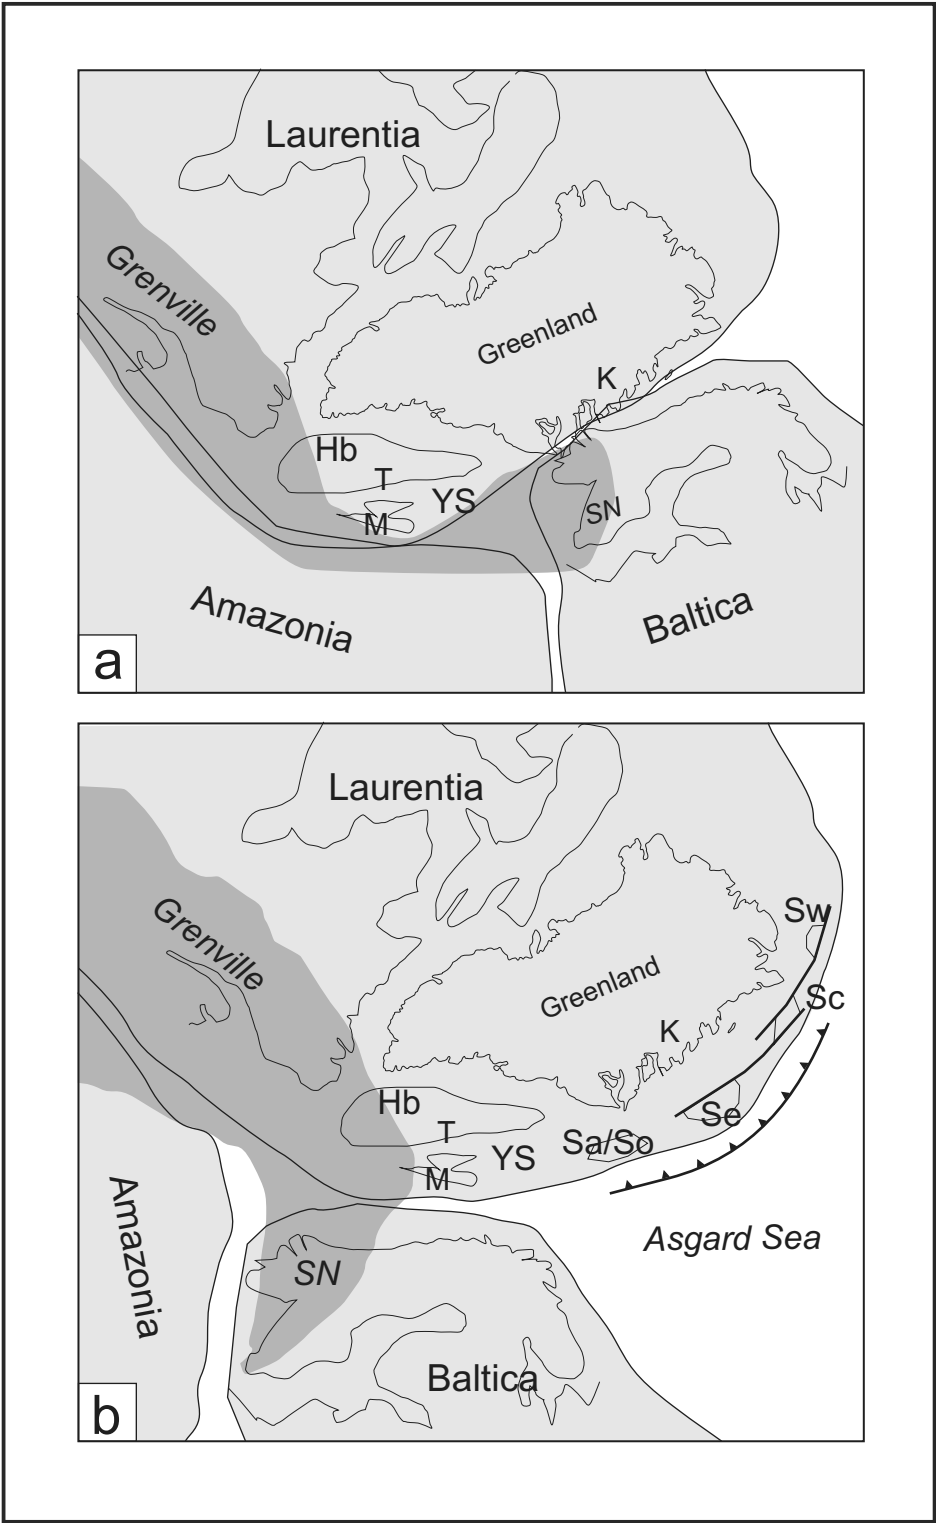 Laurentia
Grenville
Greenland
K
Hb
T
YS
M
SN
Amazonia
Baltica
a
Laurentia
Sw
Grenville
Greenland
Sc
K
Hb
Se
T
Sa/So
YS
M
Amazonia
Asgard Sea
SN
Baltica
b